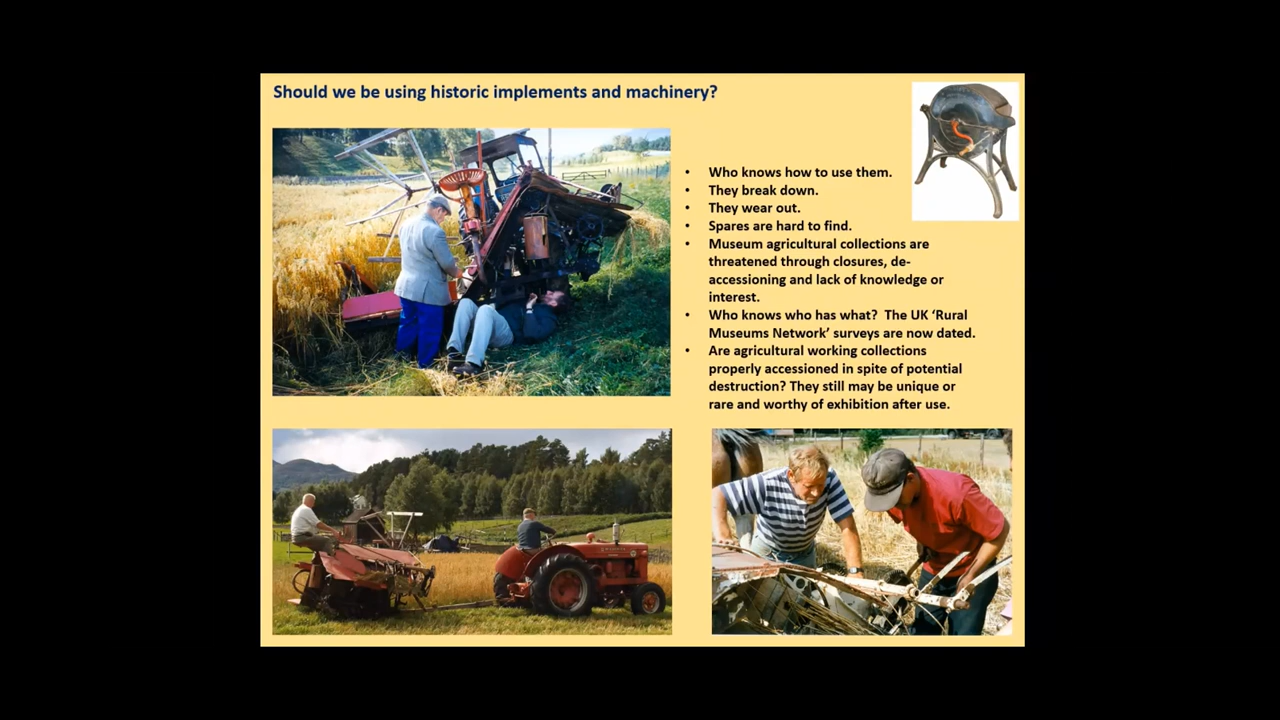 Should we be using historic implements and machinery?
• Who knows how to use them.
• They break down.
• They wear out.
• Spares are hard to find.
• Museum agricultural collections are
threatened through closures, de-
accessioning and lack of knowledge or
interest.
• Who knows who has what? The UK ‘Rural
Museums Network’ surveys are now dated.
• Are agricultural working collections
properly accessioned in spite of potential
destruction? They still may be unique or
rare and worthy of exhibition after use.